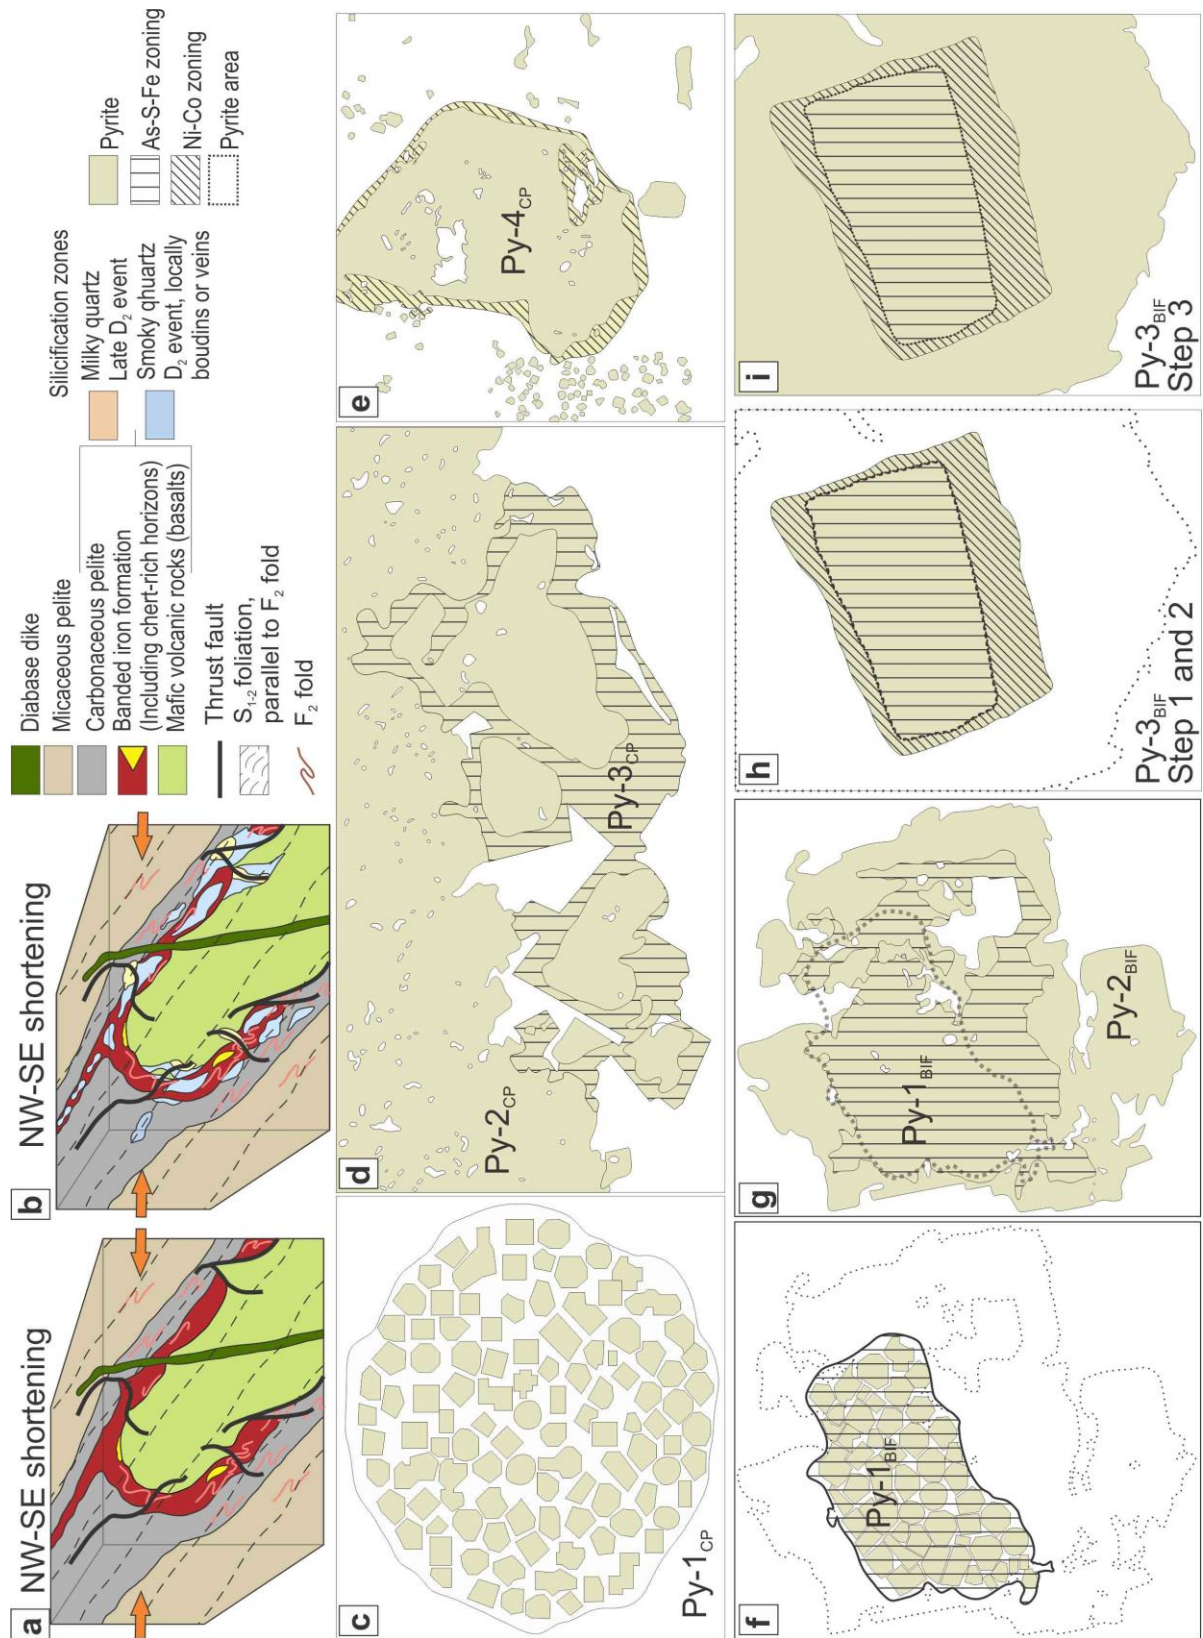 a
NW-SE shortening
b
NW-SE shortening
Diabase dike
Micaceous pelite
Carbonaceous pelite
Banded iron formation
(Including chert-rich horizons)
Mafic volcanic rocks (basalts)
Thrust fault
S1-2 foliation,
parallel to F2 fold
F2 fold
Silicification zones
Milky quartz
Late D2 event
Smoky qhuartz
D2 event, locally
boudins or veins
Pyrite
As-S-Fe zoning
Ni-Co zoning
Pyrite area
c
Py-1CP
d
Py-2CP
Py-3CP
e
Py-4CP
f
Py-1BIF
g
Py-1BIF
Py-2BIF
h
Py-3BIF
Step 1 and 2
i
Py-3BIF
Step 3